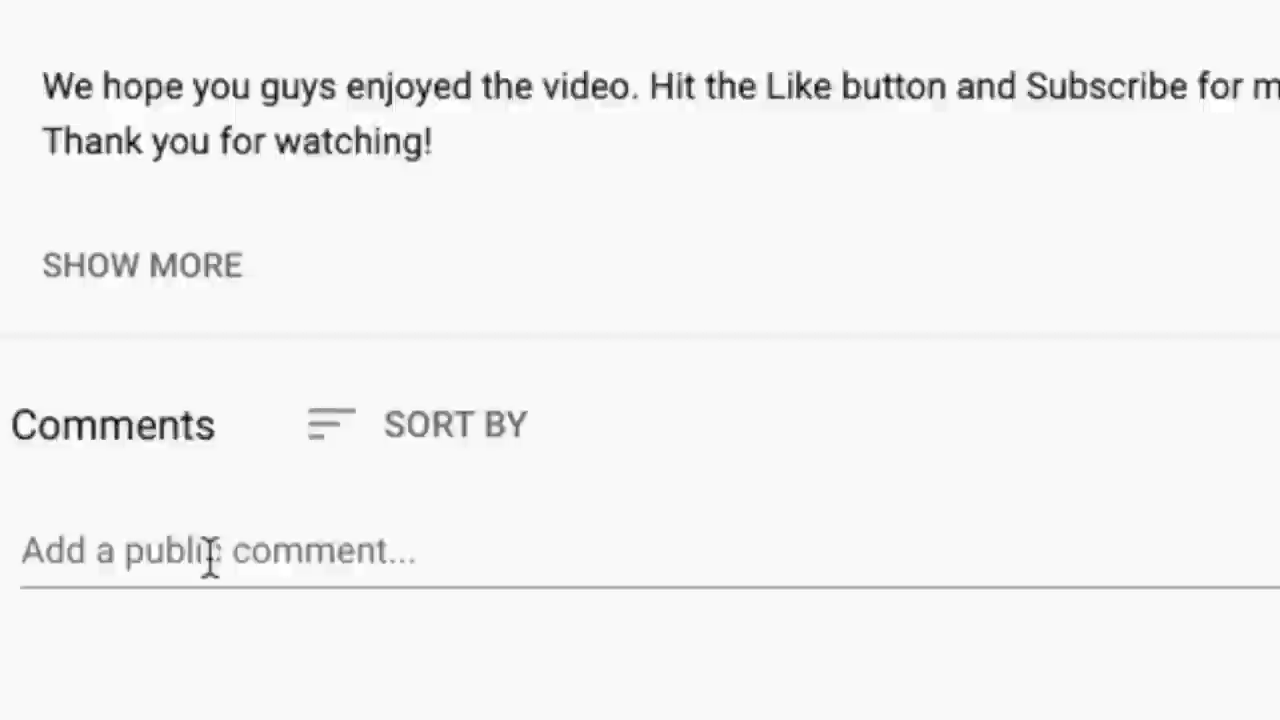 We hope you guys enjoyed the video. Hit the Like button and Subscribe for
Thank you for watching!
SHOW MORE
Comments SORT BY
Add a public comment...